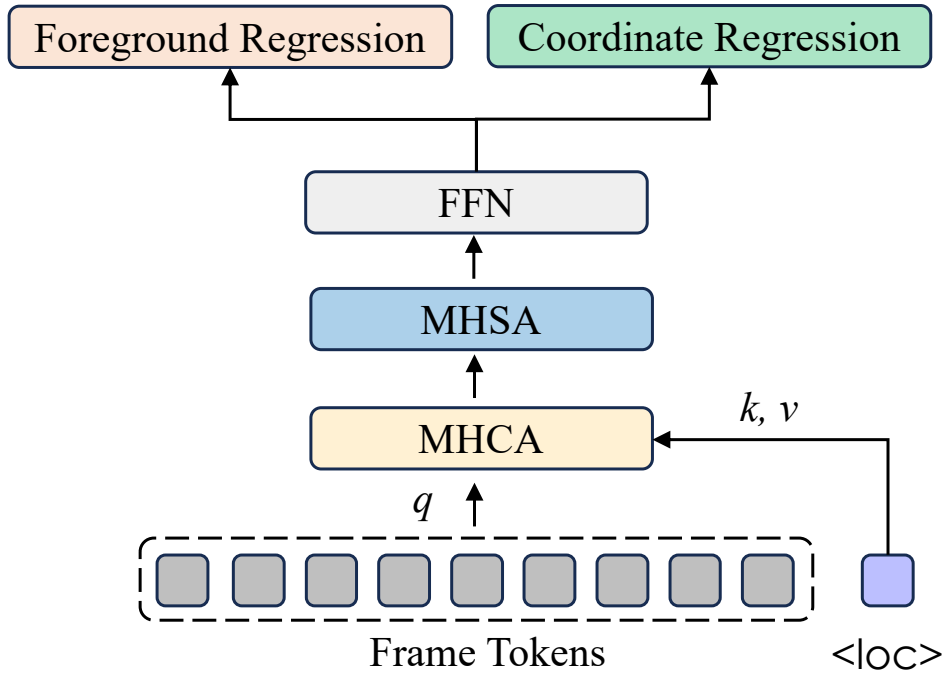 Foreground Regression
Coordinate Regression
FFN
MHSA
MHCA
k, v
q
Frame Tokens
<loc>